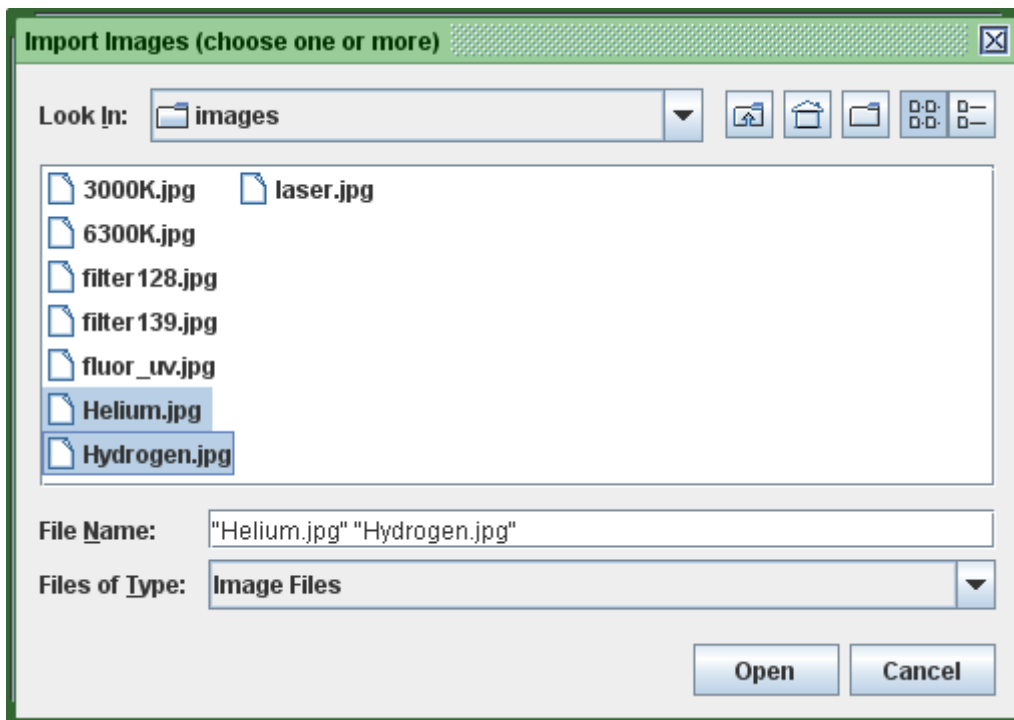 Import Images (choose one or more)
Look In: images
3000K.jpg laser.jpg
6300K.jpg
filter128.jpg
filter139.jpg
fluor_uv.jpg
Helium.jpg
Hydrogen.jpg
File Name: "Helium.jpg" "Hydrogen.jpg"
Files of Type: Image Files
Open Cancel